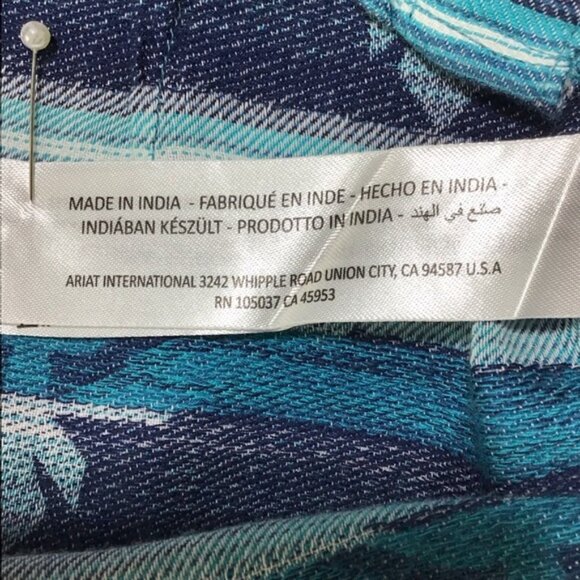 MADE IN INDIA - FABRIQUÉ EN INDE - HECHO EN INDIA -
INDIÁBAN KÉSZÜLT - PRODOTTO IN INDIA - صنع في الهند
ARIAT INTERNATIONAL 3242 WHIPPLE ROAD UNION CITY, CA 94587 U.S.A
RN 105037 CA 45953